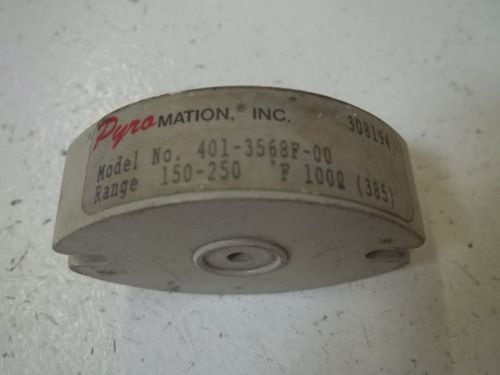 Pyromation,® INC. 308194
Model No. 401-3568F-00
Range 150-250 °F 100Ω (385)